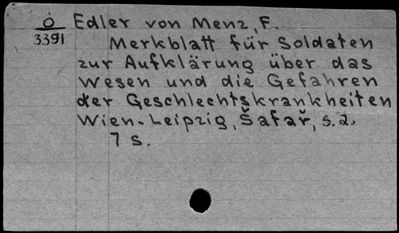 Ö
3391
Edler von Menz, F.
Merkblatt für Soldaten
zur Aufklärung über das
Wesen und die Gefahren
der Geschlechtskrankheiten
Wien-Leipzig, Šafař, s.a.
7 s.